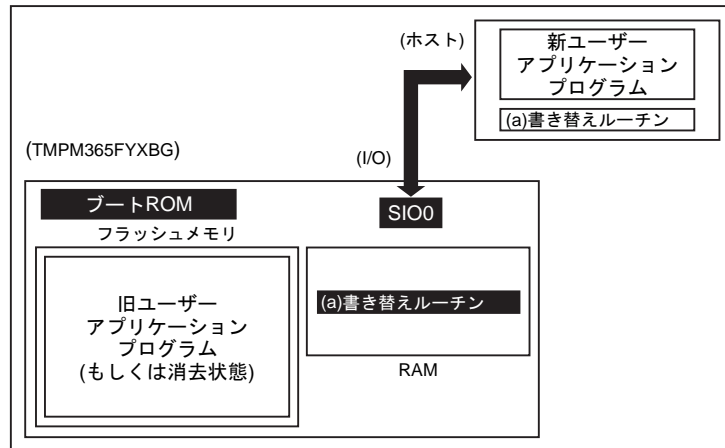 (ホスト)
新ユーザー
アプリケーション
プログラム
(a)書き替えルーチン
(TMPM365FYXBG)
(I/O)
ブートROM
SIO0
フラッシュメモリ
旧ユーザー
アプリケーション
プログラム
(もしくは消去状態)
(a)書き替えルーチン
RAM